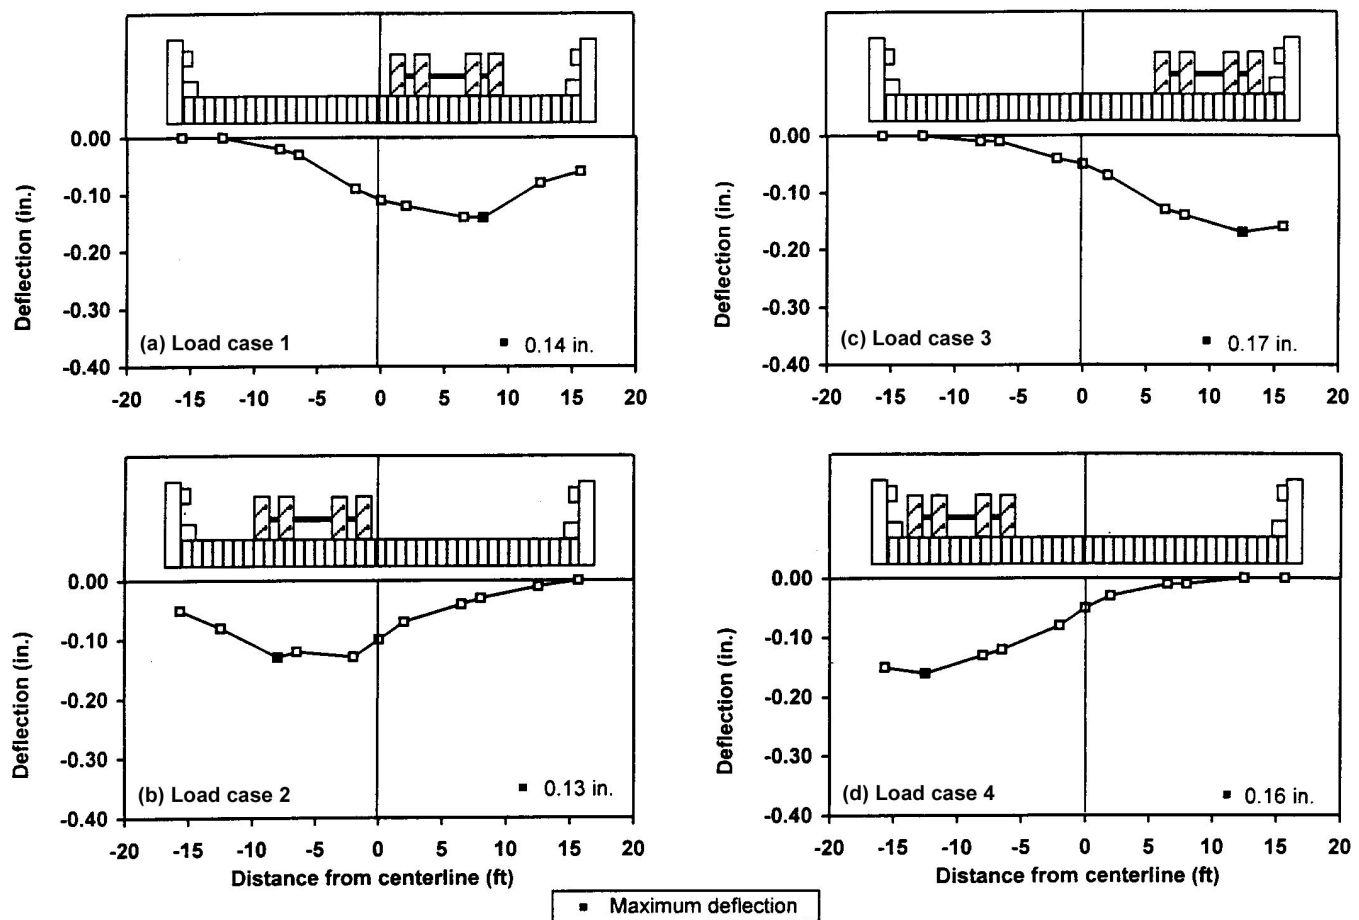 Deflection (in.)
0.00
-0.10
-0.20
-0.30
-0.40
(a) Load case 1
0.14 in.
-20 -15 -10 -5 0 5 10 15 20
Deflection (in.)
0.00
-0.10
-0.20
-0.30
-0.40
(c) Load case 3
0.17 in.
-20 -15 -10 -5 0 5 10 15 20
Deflection (in.)
0.00
-0.10
-0.20
-0.30
-0.40
(b) Load case 2
0.13 in.
-20 -15 -10 -5 0 5 10 15 20
Distance from centerline (ft)
Deflection (in.)
0.00
-0.10
-0.20
-0.30
-0.40
(d) Load case 4
0.16 in.
-20 -15 -10 -5 0 5 10 15 20
Distance from centerline (ft)
Maximum deflection